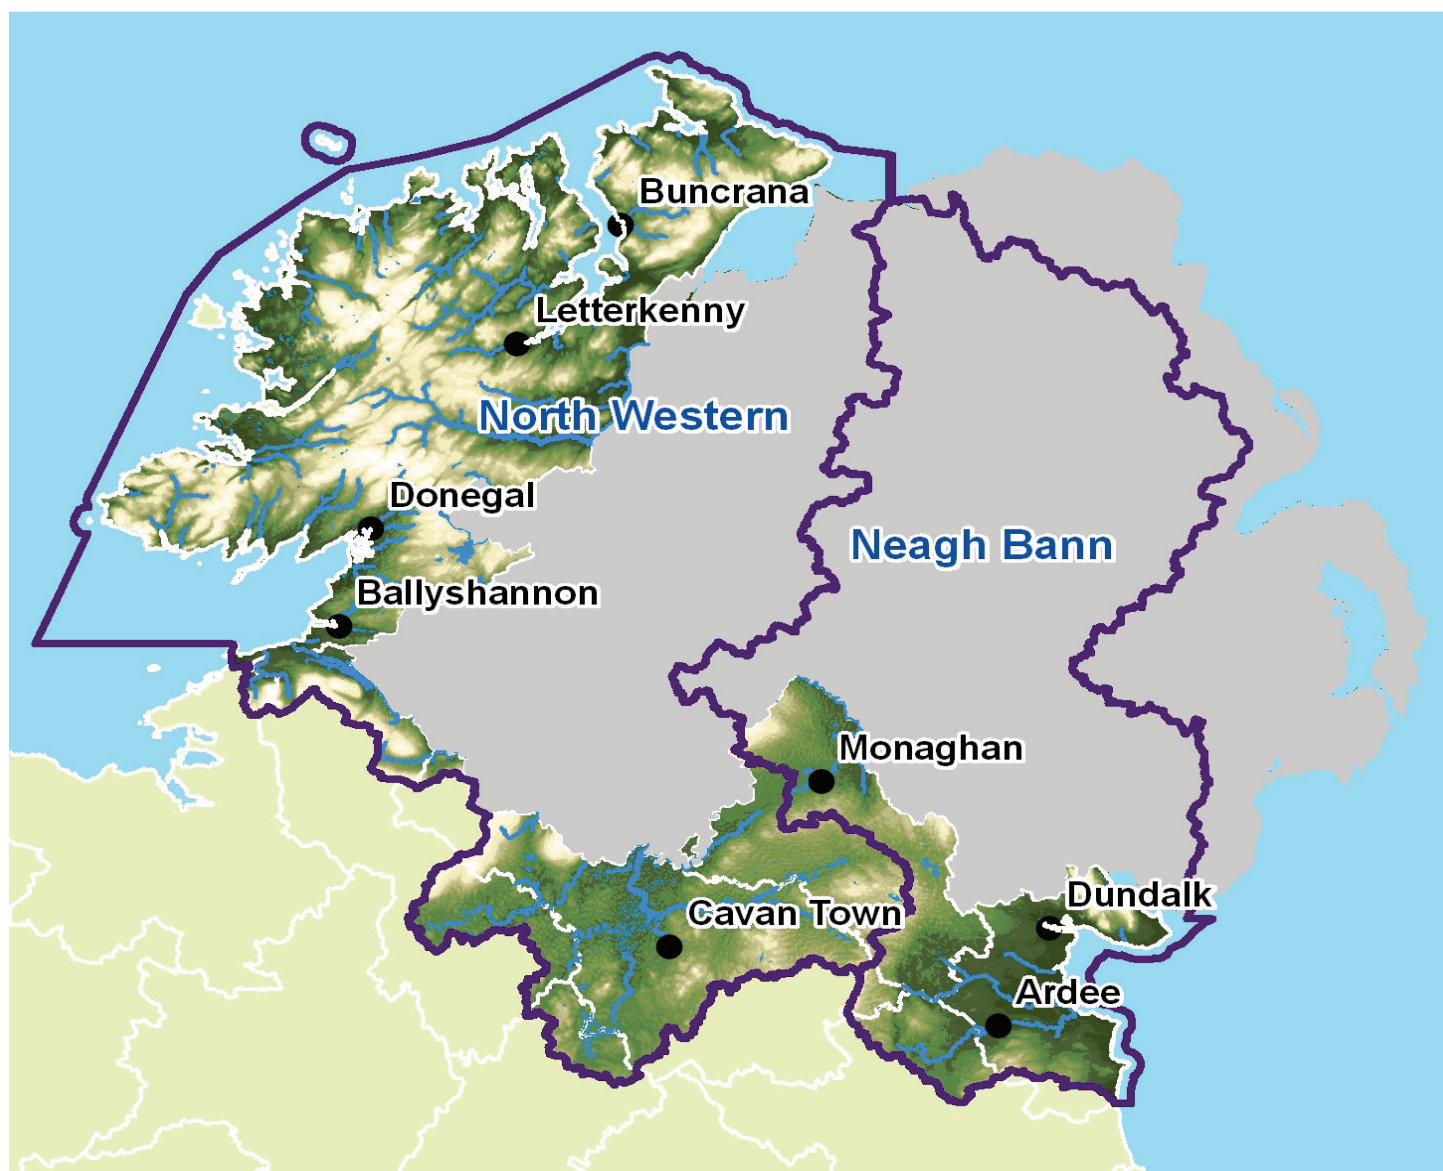 Buncrana
Letterkenny
North Western
Donegal
Neagh Bann
Ballyshannon
Monaghan
Dundalk
Cavan Town
Ardee